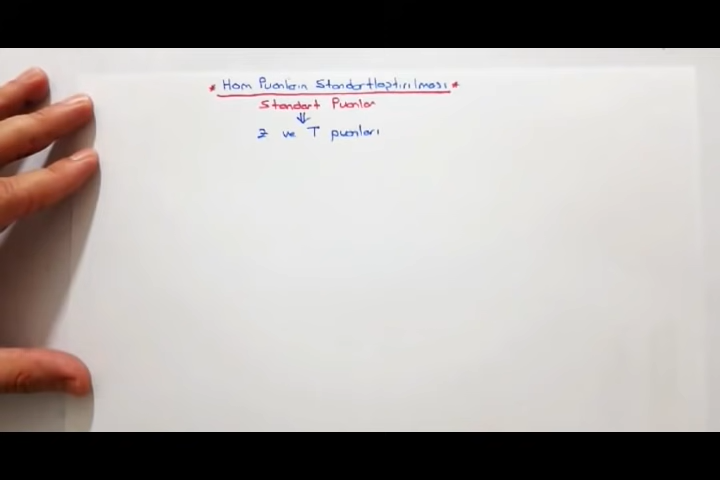 * Ham Puanların Standartlaştırılması *
Standart Puanlar
⇓
z ve T puanları